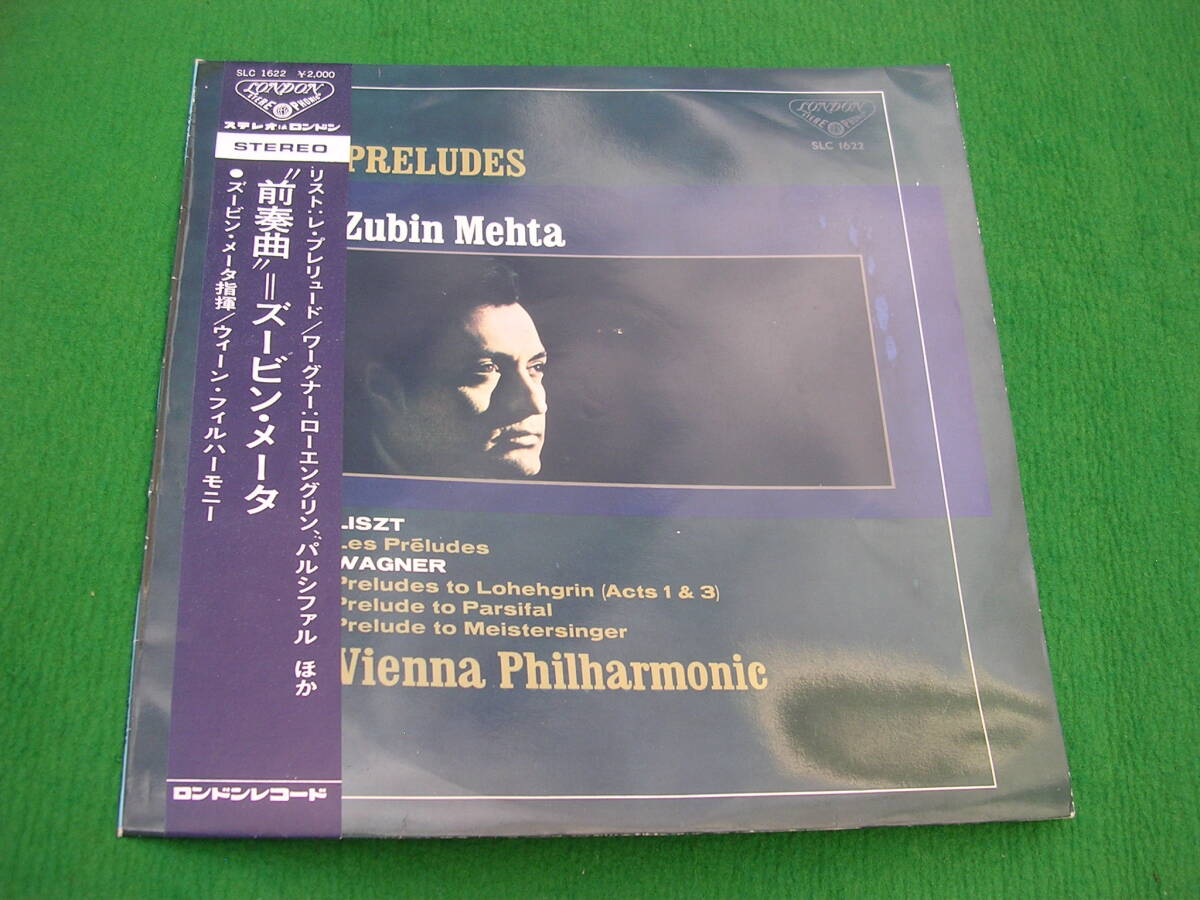 SLC 1622 ¥2,000
LONDON
STEREO PHONIC
ステレオはロンドン
STEREO
リスト:レ・プレリュード/ワーグナー:ローエングリン、パルシファル ほか
〝前奏曲〟=ズービン・メータ
●ズービン・メータ指揮/ウィーン・フィルハーモニー
ロンドンレコード
LONDON
STEREO PHONIC
SLC 1622
PRELUDES
Zubin Mehta
LISZT
Les Préludes
WAGNER
Preludes to Lohehgrin (Acts 1 & 3)
Prelude to Parsifal
Prelude to Meistersinger
Vienna Philharmonic